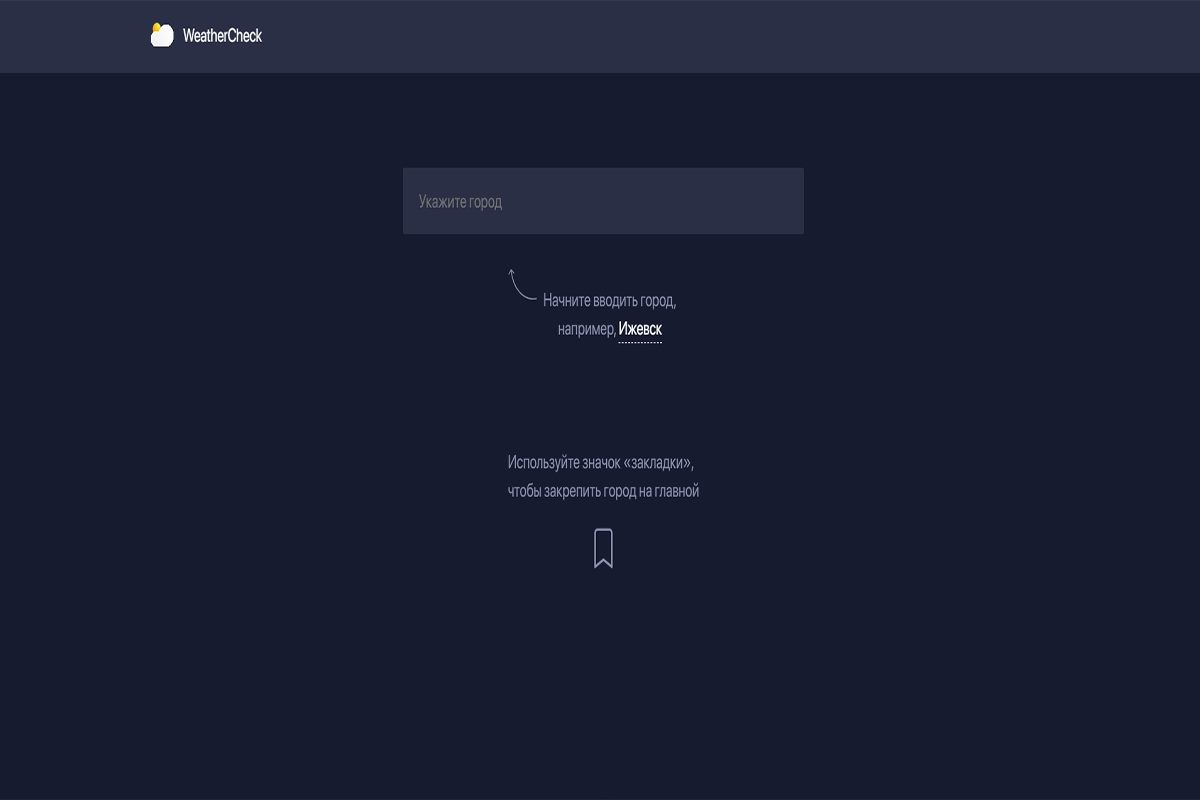 WeatherCheck
Укажите город
Начните вводить город,
например, Ижевск
Используйте значок «закладки»,
чтобы закрепить город на главной